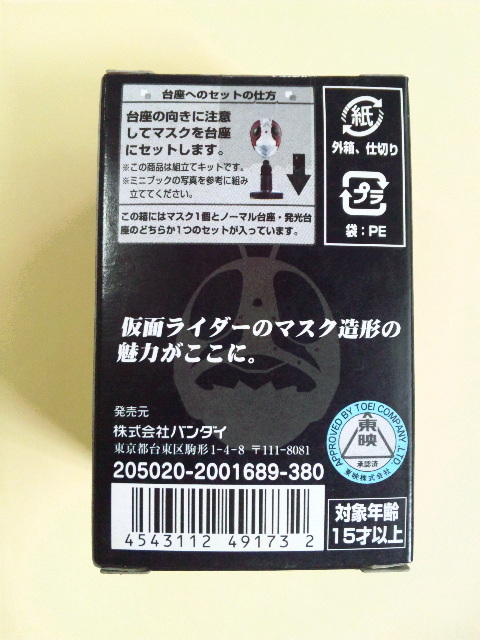 台座へのセットの仕方
台座の向きに注意
してマスクを台座
にセットします。
※この商品は組立てキットです。
※ミニブックの写真を参考に組み
立ててください。
この箱にはマスク1個とノーマル台座・発光台
座のどちらか1つのセットが入っています。
紙
外箱、仕切り
プラ
袋：PE
仮面ライダーのマスク造形の
魅力がここに。
発売元
株式会社バンダイ
東京都台東区駒形1-4-8 〒111-8081
205020-2001689-380
4543112 49173 2
APPROVED BY TOEI COMPANY,LTD
東映
承認済
東映株式会社
対象年齢
15才以上